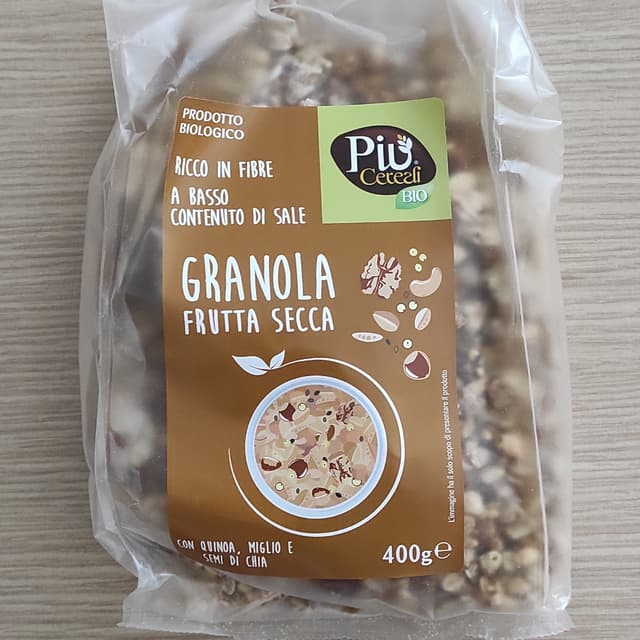 PRODOTTO
BIOLOGICO
Più
Cereali
BIO
RICCO IN FIBRE
A BASSO
CONTENUTO DI SALE
GRANOLA
FRUTTA SECCA
L'immagine ha il solo scopo di presentare il prodotto
CON QUINOA, MIGLIO E
SEMI DI CHIA
400g e